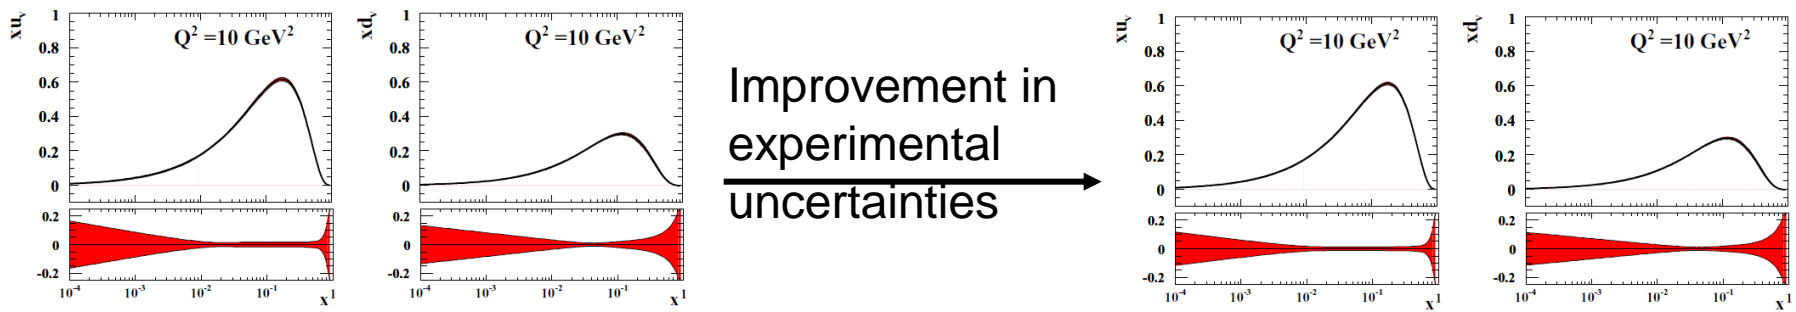 xu_v
1
0.8
0.6
0.4
0.2
0
Q² =10 GeV²
0.2
0
-0.2
10⁻⁴ 10⁻³ 10⁻² 10⁻¹ x 1
xd_v
1
0.8
0.6
0.4
0.2
0
Q² =10 GeV²
0.2
0
-0.2
10⁻⁴ 10⁻³ 10⁻² 10⁻¹ x 1
Improvement in
experimental
uncertainties
xu_v
1
0.8
0.6
0.4
0.2
0
Q² =10 GeV²
0.2
0
-0.2
10⁻⁴ 10⁻³ 10⁻² 10⁻¹ x 1
xd_v
1
0.8
0.6
0.4
0.2
0
Q² =10 GeV²
0.2
0
-0.2
10⁻⁴ 10⁻³ 10⁻² 10⁻¹ x 1